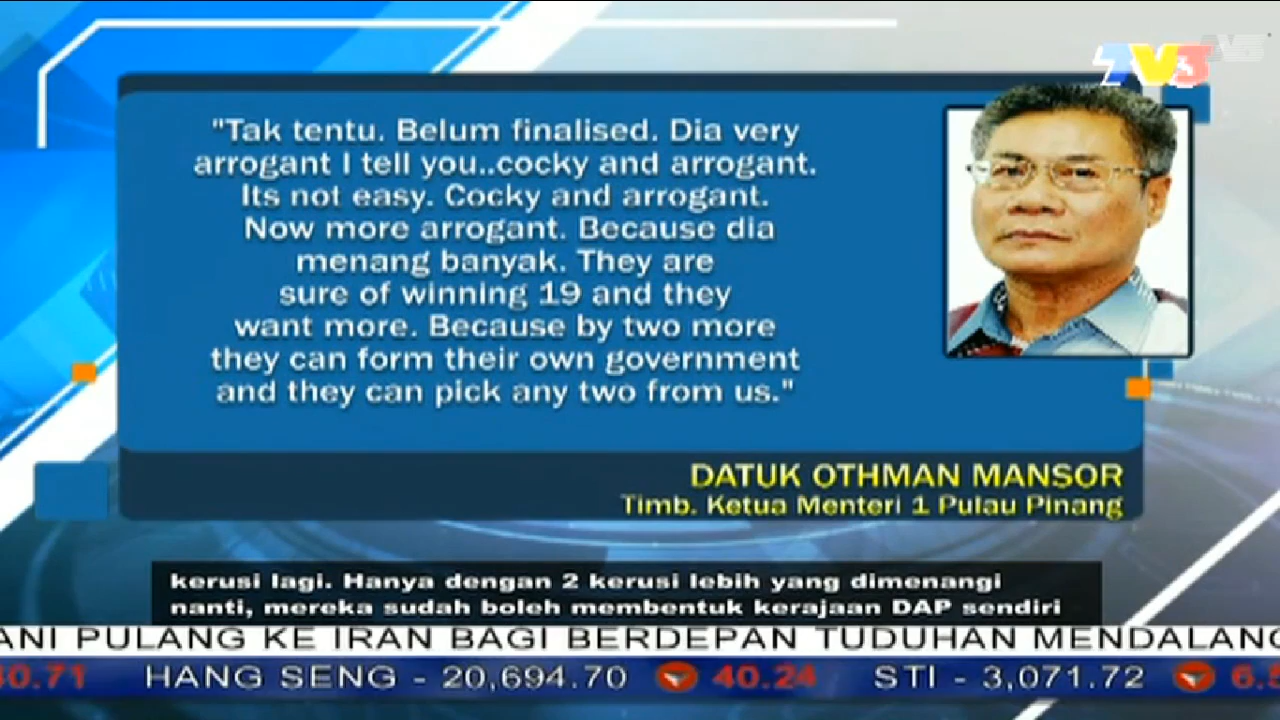 TV3
"Tak tentu. Belum finalised. Dia very
arrogant I tell you..cocky and arrogant.
Its not easy. Cocky and arrogant.
Now more arrogant. Because dia
menang banyak. They are
sure of winning 19 and they
want more. Because by two more
they can form their own government
and they can pick any two from us."
DATUK OTHMAN MANSOR
Timb. Ketua Menteri 1 Pulau Pinang
kerusi lagi. Hanya dengan 2 kerusi lebih yang dimenangi
nanti, mereka sudah boleh membentuk kerajaan DAP sendiri
ANI PULANG KE IRAN BAGI BERDEPAN TUDUHAN MENDALANG
HANG SENG - 20,694.70 40.24 STI - 3,071.72